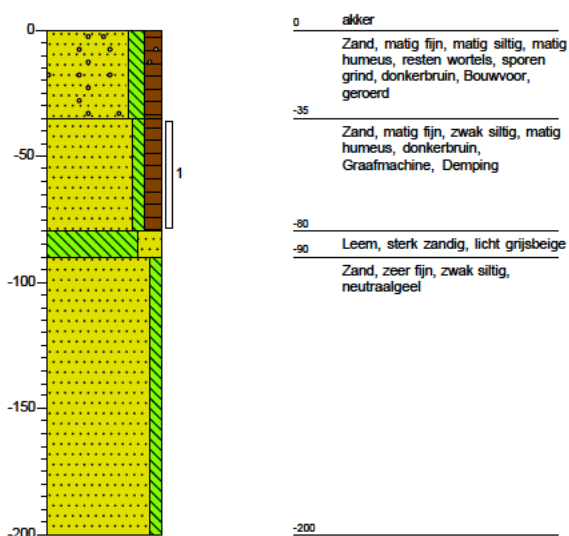 0
-50
-100
-150
-200
1
0 akker
Zand, matig fijn, matig siltig, matig
humeus, resten wortels, sporen
grind, donkerbruin, Bouwvoor,
geroerd
-35
Zand, matig fijn, zwak siltig, matig
humeus, donkerbruin,
Graafmachine, Demping
-80
Leem, sterk zandig, licht grijsbeige
-90
Zand, zeer fijn, zwak siltig,
neutraalgeel
-200